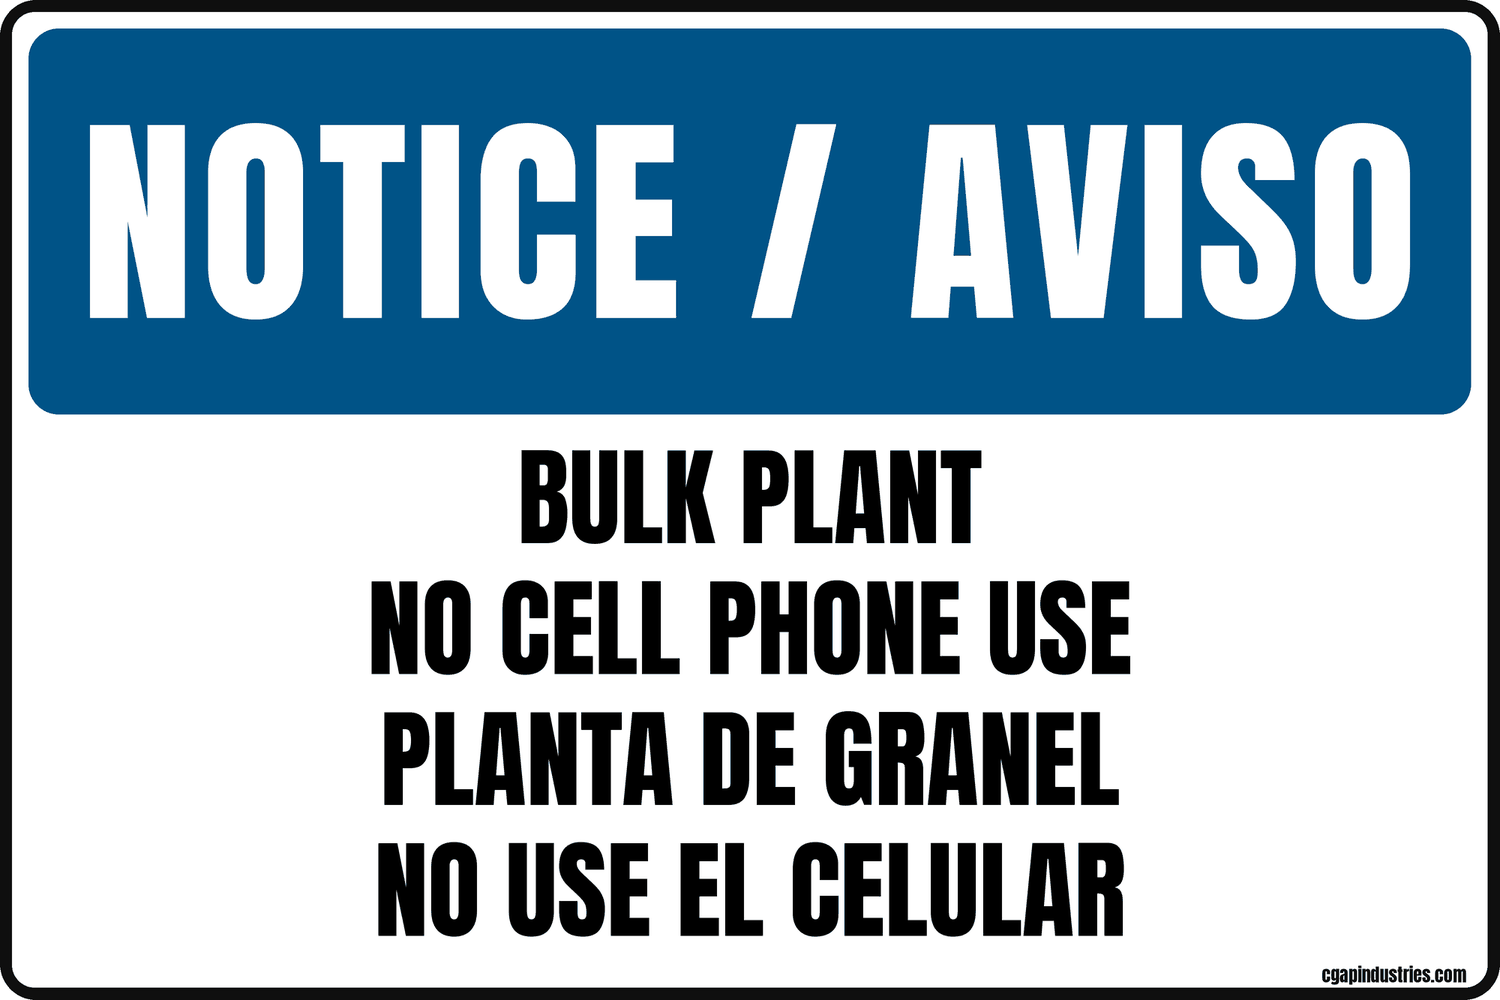 NOTICE / AVISO
BULK PLANT
NO CELL PHONE USE
PLANTA DE GRANEL
NO USE EL CELULAR
cgapindustries.com